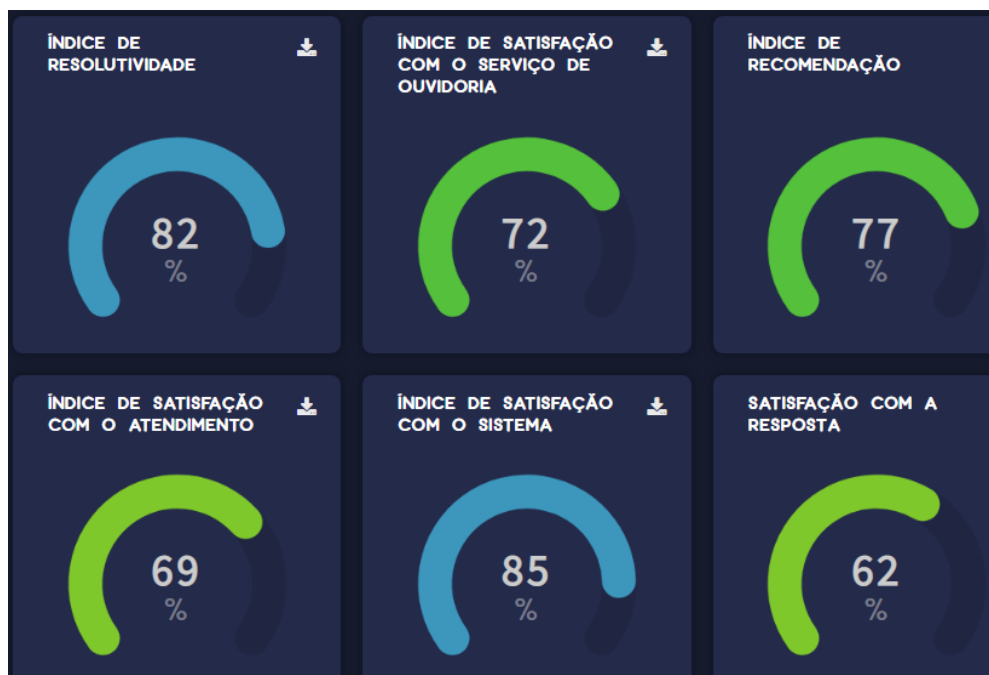 ÍNDICE DE
RESOLUTIVIDADE
82
%
ÍNDICE DE SATISFAÇÃO
COM O SERVIÇO DE
OUVIDORIA
72
%
ÍNDICE DE
RECOMENDAÇÃO
77
%
ÍNDICE DE SATISFAÇÃO
COM O ATENDIMENTO
69
%
ÍNDICE DE SATISFAÇÃO
COM O SISTEMA
85
%
SATISFAÇÃO COM A
RESPOSTA
62
%